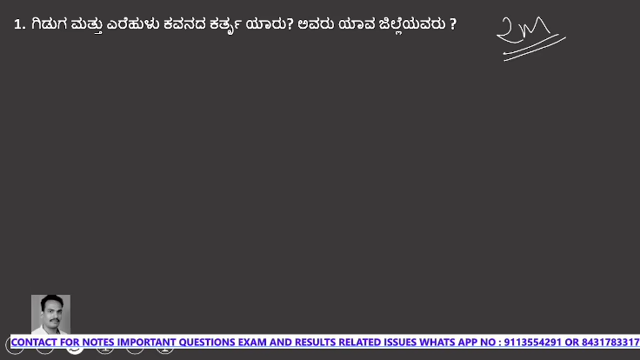 1. ಗಿಡುಗ ಮತ್ತು ಎರೆಹುಳು ಕವನದ ಕರ್ತೃ ಯಾರು? ಅವರು ಯಾವ ಜಿಲ್ಲೆಯವರು ?
2M
CONTACT FOR NOTES IMPORTANT QUESTIONS EXAM AND RESULTS RELATED ISSUES WHATS APP NO : 9113554291 OR 8431783317